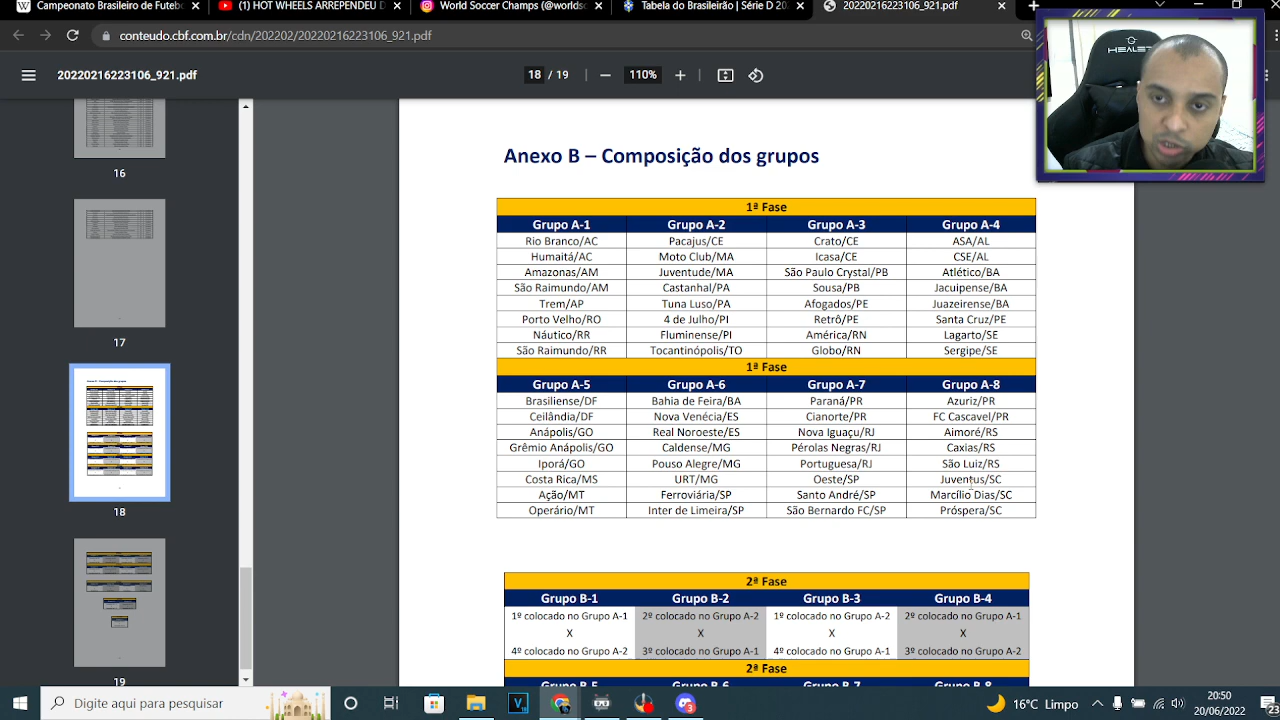 Campeonato Brasileiro de Futebo
(1) HOT WHEELS ARREPENDEU D
World Soccer Champs (@worlds
Tabela do Brasileirão | Série D 20
20220216223106_921.pdf
conteudo.cbf.com.br/cdn/202202/20220216223106_921.pdf
20220216223106_921.pdf
18 / 19
110%
HEALER
16
17
18
19
Anexo B – Composição dos grupos
1ª Fase
Grupo A-1 Grupo A-2 Grupo A-3 Grupo A-4
Rio Branco/AC Pacajus/CE Crato/CE ASA/AL
Humaitá/AC Moto Club/MA Icasa/CE CSE/AL
Amazonas/AM Juventude/MA São Paulo Crystal/PB Atlético/BA
São Raimundo/AM Castanhal/PA Sousa/PB Jacuipense/BA
Trem/AP Tuna Luso/PA Afogados/PE Juazeirense/BA
Porto Velho/RO 4 de Julho/PI Retrô/PE Santa Cruz/PE
Náutico/RR Fluminense/PI América/RN Lagarto/SE
São Raimundo/RR Tocantinópolis/TO Globo/RN Sergipe/SE
1ª Fase
Grupo A-5 Grupo A-6 Grupo A-7 Grupo A-8
Brasiliense/DF Bahia de Feira/BA Paraná/PR Azuriz/PR
Ceilândia/DF Nova Venécia/ES Cianorte/PR FC Cascavel/PR
Anápolis/GO Real Noroeste/ES Nova Iguaçu/RJ Aimoré/RS
Grêmio Anápolis/GO Caldense/MG Pérolas Negras/RJ Caxias/RS
Iporá/GO Pouso Alegre/MG Portuguesa/RJ São Luiz/RS
Costa Rica/MS URT/MG Oeste/SP Juventus/SC
Ação/MT Ferroviária/SP Santo André/SP Marcílio Dias/SC
Operário/MT Inter de Limeira/SP São Bernardo FC/SP Próspera/SC
2ª Fase
Grupo B-1 Grupo B-2 Grupo B-3 Grupo B-4
1º colocado no Grupo A-1 2º colocado no Grupo A-2 1º colocado no Grupo A-2 2º colocado no Grupo A-1
X X X X
4º colocado no Grupo A-2 3º colocado no Grupo A-1 4º colocado no Grupo A-1 3º colocado no Grupo A-2
2ª Fase
Grupo B-5 Grupo B-6 Grupo B-7 Grupo B-8
Digite aqui para pesquisar
16°C Limpo
20:50
20/06/2022
23